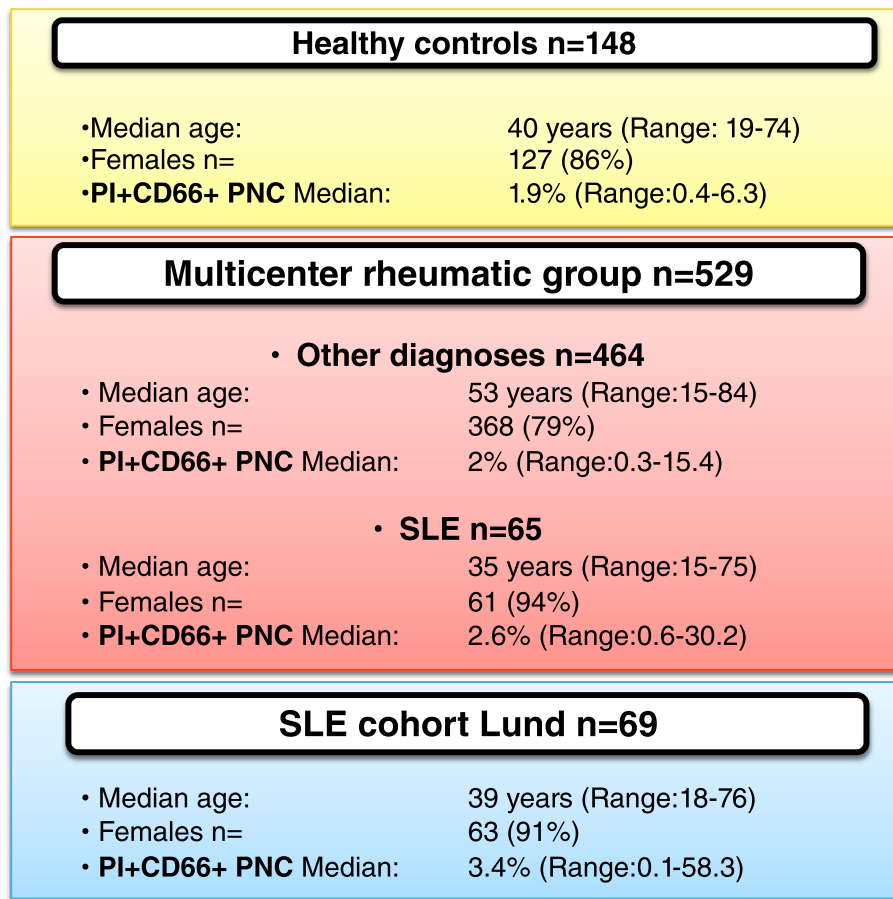 Healthy controls n=148
•Median age: 40 years (Range: 19-74)
•Females n= 127 (86%)
•PI+CD66+ PNC Median: 1.9% (Range:0.4-6.3)
Multicenter rheumatic group n=529
• Other diagnoses n=464
• Median age: 53 years (Range:15-84)
• Females n= 368 (79%)
• PI+CD66+ PNC Median: 2% (Range:0.3-15.4)
• SLE n=65
• Median age: 35 years (Range:15-75)
• Females n= 61 (94%)
• PI+CD66+ PNC Median: 2.6% (Range:0.6-30.2)
SLE cohort Lund n=69
• Median age: 39 years (Range:18-76)
• Females n= 63 (91%)
• PI+CD66+ PNC Median: 3.4% (Range:0.1-58.3)